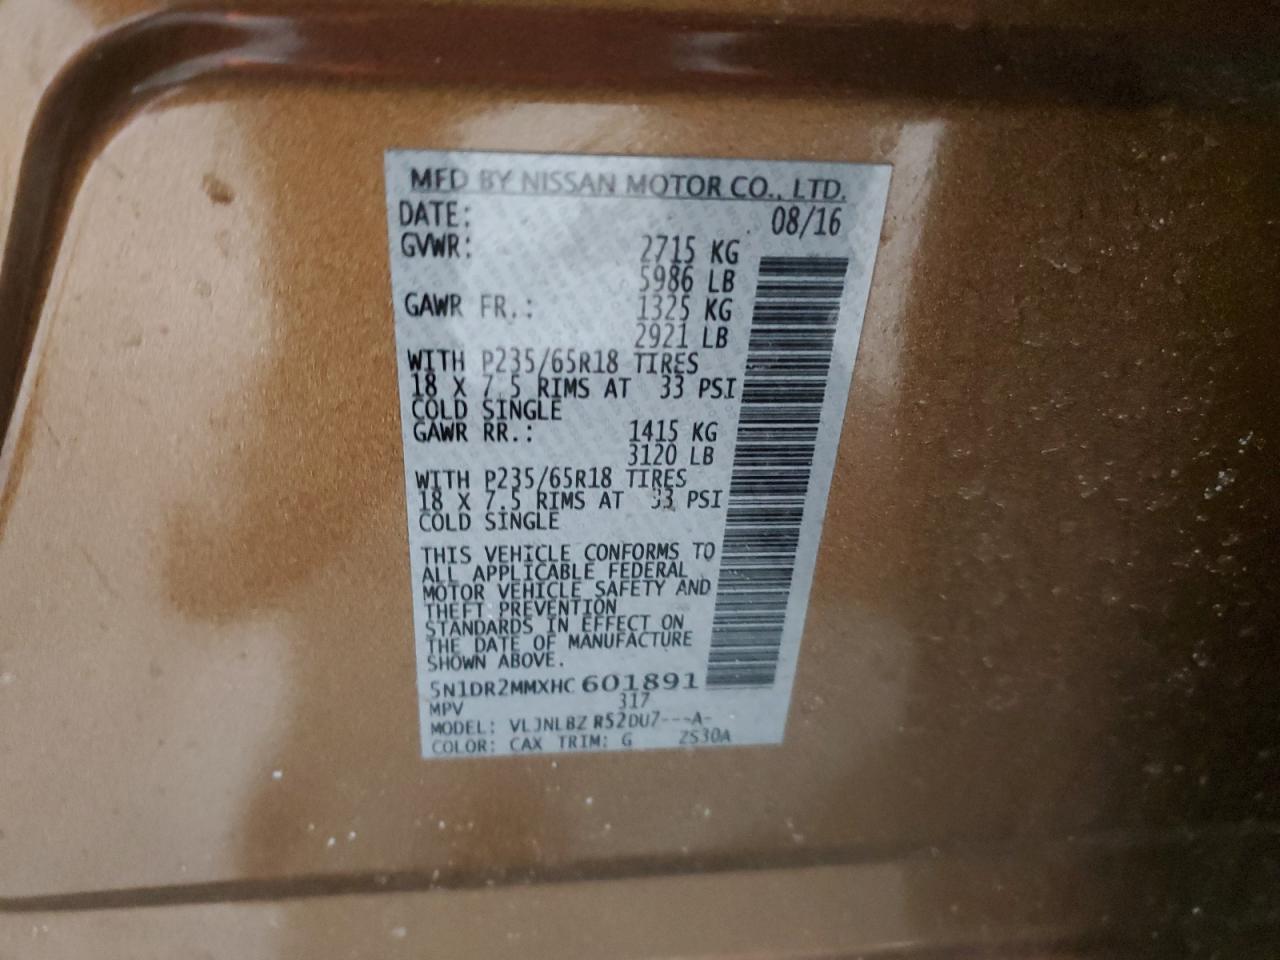 MFD BY NISSAN MOTOR CO., LTD.
DATE: 08/16
GVWR: 2715 KG
5986 LB
GAWR FR.: 1325 KG
2921 LB
WITH P235/65R18 TIRES
18 X 7.5 RIMS AT 33 PSI
COLD SINGLE
GAWR RR.: 1415 KG
3120 LB
WITH P235/65R18 TIRES
18 X 7.5 RIMS AT 33 PSI
COLD SINGLE
THIS VEHICLE CONFORMS TO
ALL APPLICABLE FEDERAL
MOTOR VEHICLE SAFETY AND
THEFT PREVENTION
STANDARDS IN EFFECT ON
THE DATE OF MANUFACTURE
SHOWN ABOVE.
5N1DR2MMXHC 601891
MPV 317
MODEL: VLJNLBZ R52DU7---A-
COLOR: CAX TRIM: G ZS30A